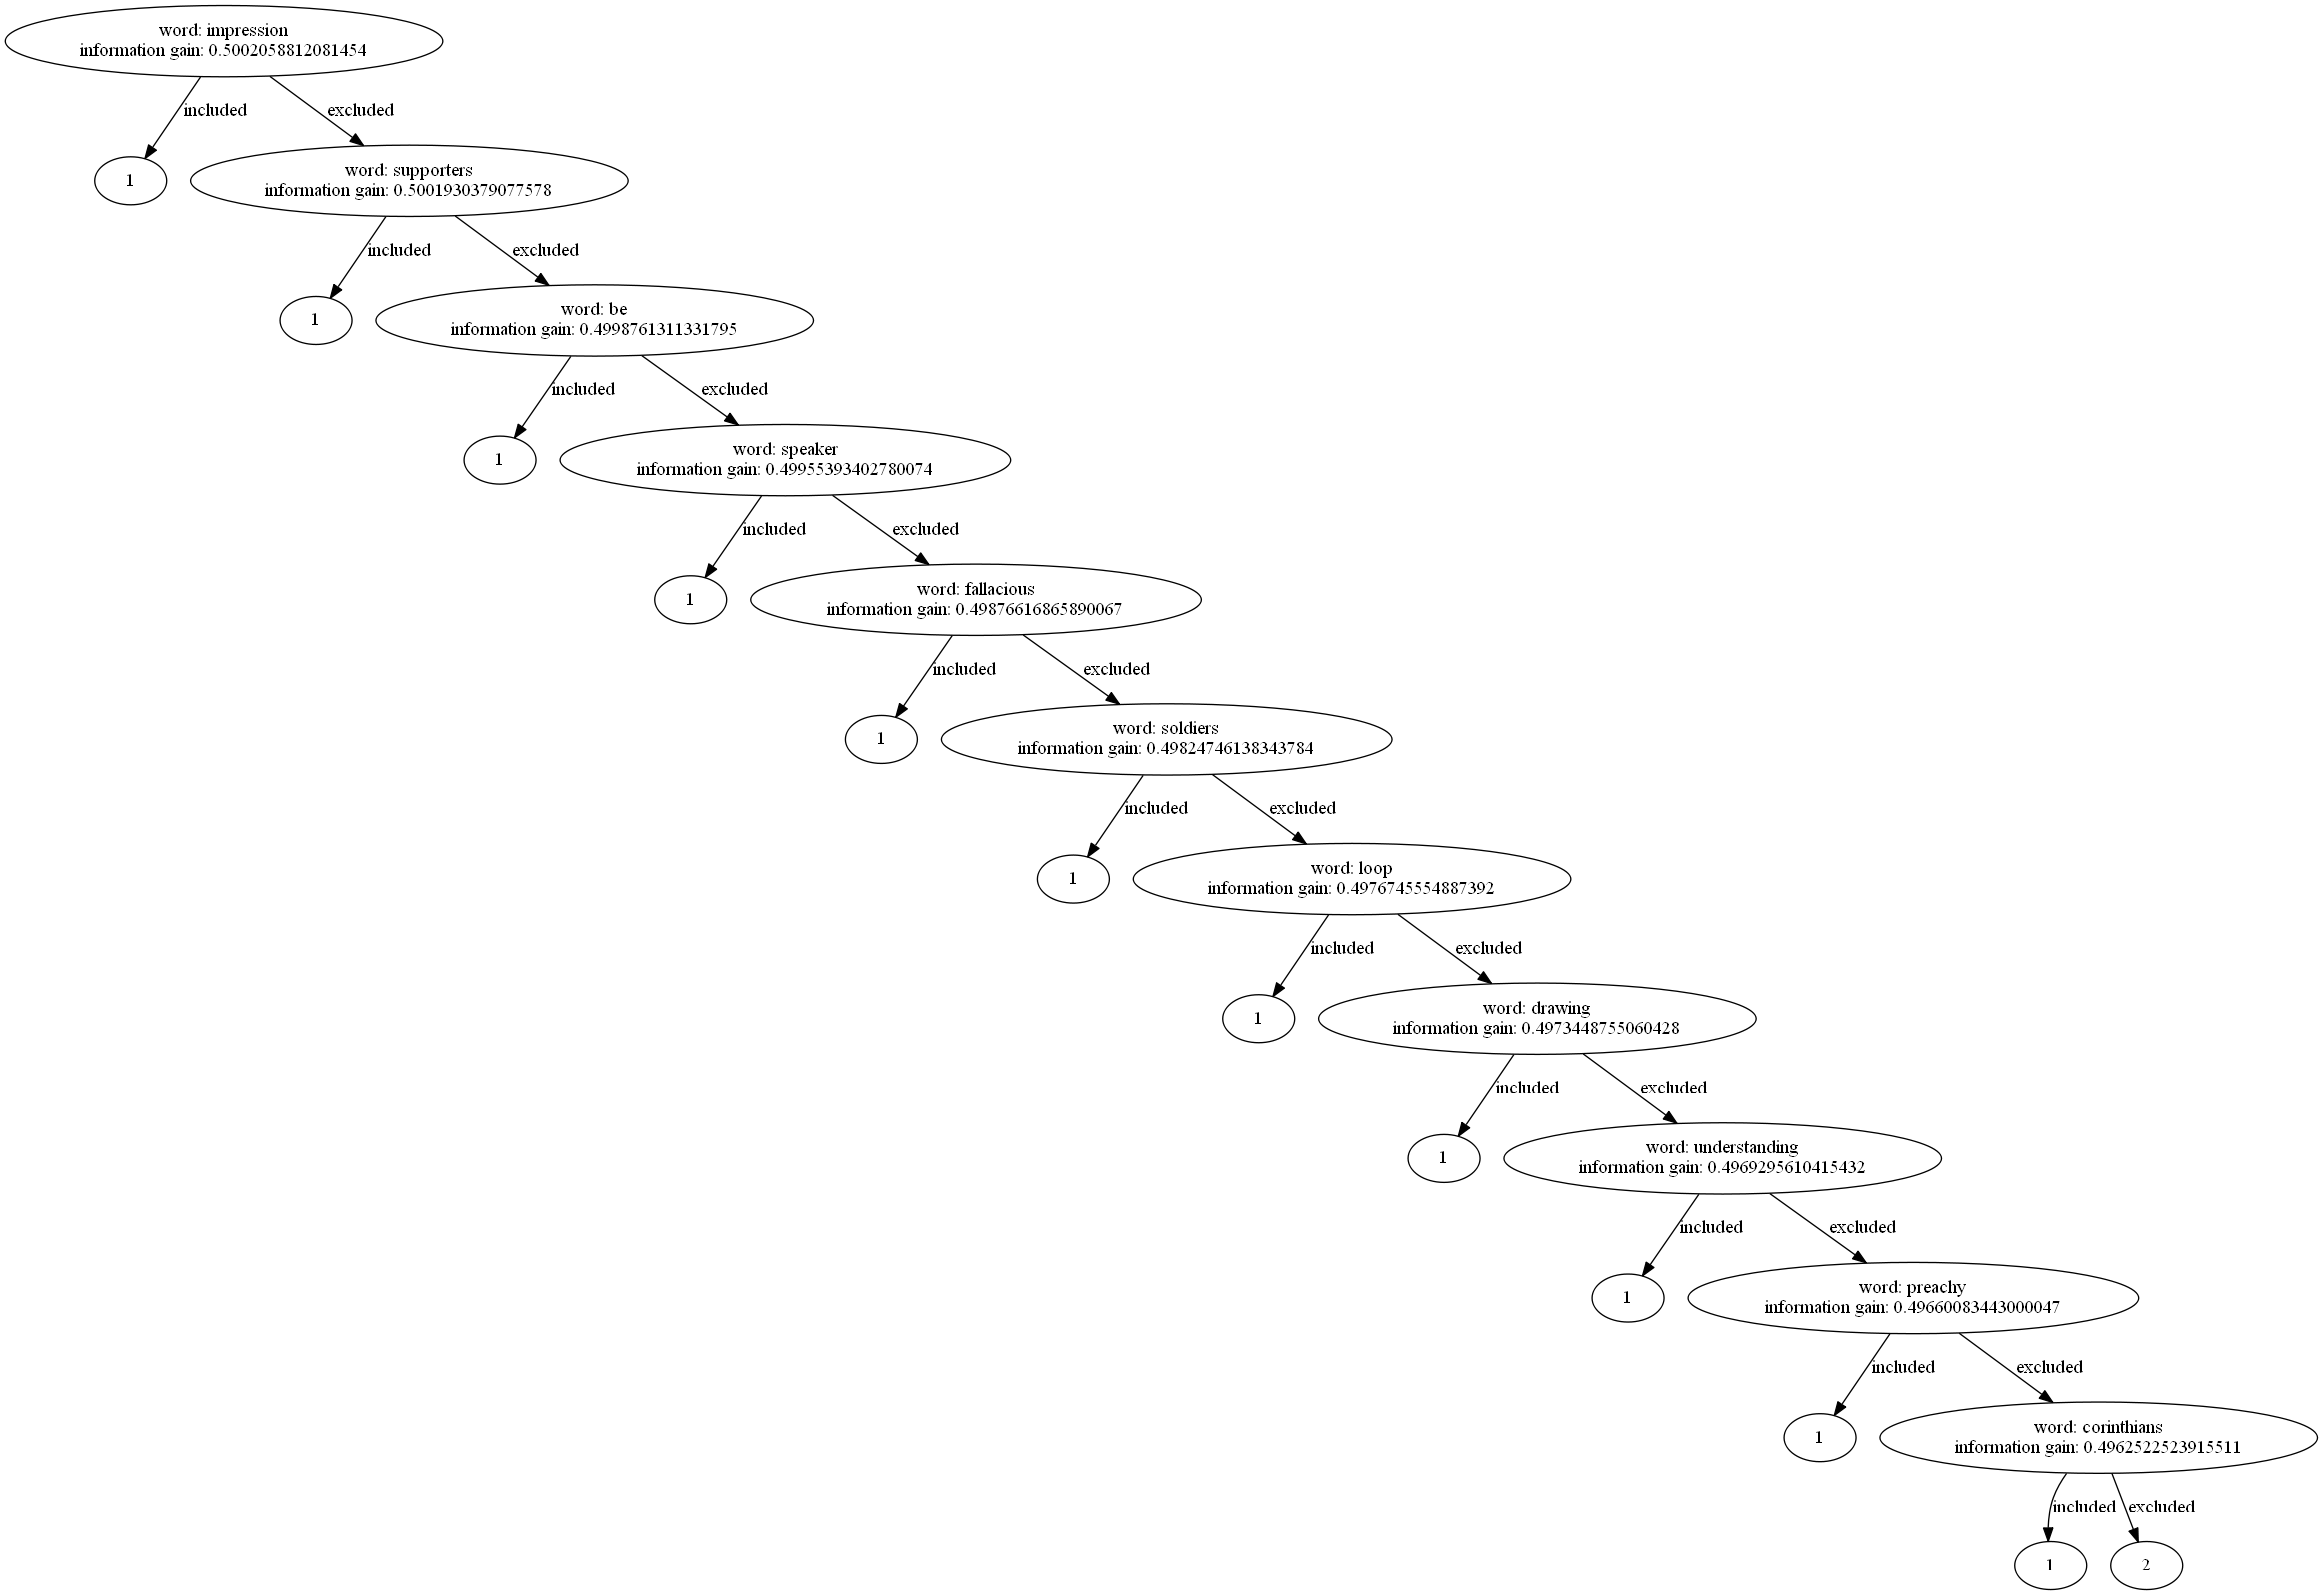 word: impression
information gain: 0.5002058812081454
included
excluded
1
word: supporters
information gain: 0.5001930379077578
included
excluded
1
word: be
information gain: 0.4998761311331795
included
excluded
1
word: speaker
information gain: 0.49955393402780074
included
excluded
1
word: fallacious
information gain: 0.49876616865890067
included
excluded
1
word: soldiers
information gain: 0.49824746138343784
included
excluded
1
word: loop
information gain: 0.4976745554887392
included
excluded
1
word: drawing
information gain: 0.4973448755060428
included
excluded
1
word: understanding
information gain: 0.4969295610415432
included
excluded
1
word: preachy
information gain: 0.49660083443000047
included
excluded
1
word: corinthians
information gain: 0.4962522523915511
included
excluded
1
2